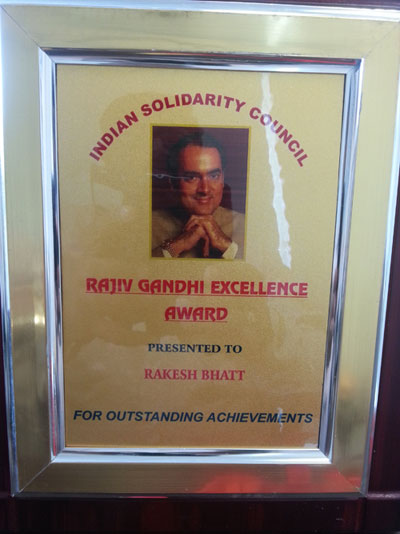 INDIAN SOLIDARITY COUNCIL
RAJIV GANDHI EXCELLENCE
AWARD
PRESENTED TO
RAKESH BHATT
FOR OUTSTANDING ACHIEVEMENTS